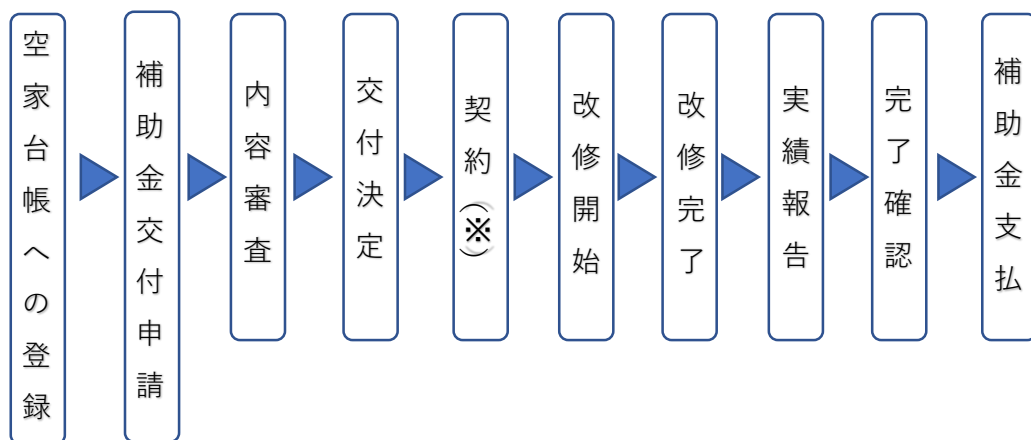 空家台帳への登録
補助金交付申請
内容審査
交付決定
契約(※)
改修開始
改修完了
実績報告
完了確認
補助金支払